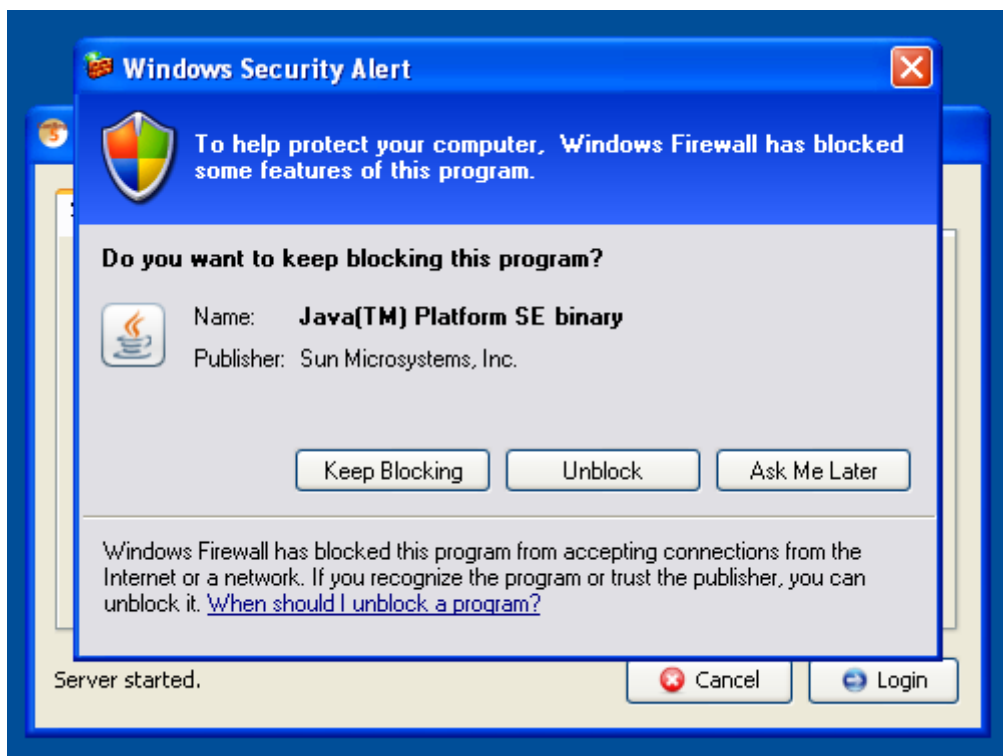 Windows Security Alert
To help protect your computer, Windows Firewall has blocked
some features of this program.
Do you want to keep blocking this program?
Name: Java(TM) Platform SE binary
Publisher: Sun Microsystems, Inc.
Keep Blocking Unblock Ask Me Later
Windows Firewall has blocked this program from accepting connections from the
Internet or a network. If you recognize the program or trust the publisher, you can
unblock it. When should I unblock a program?
Server started. Cancel Login